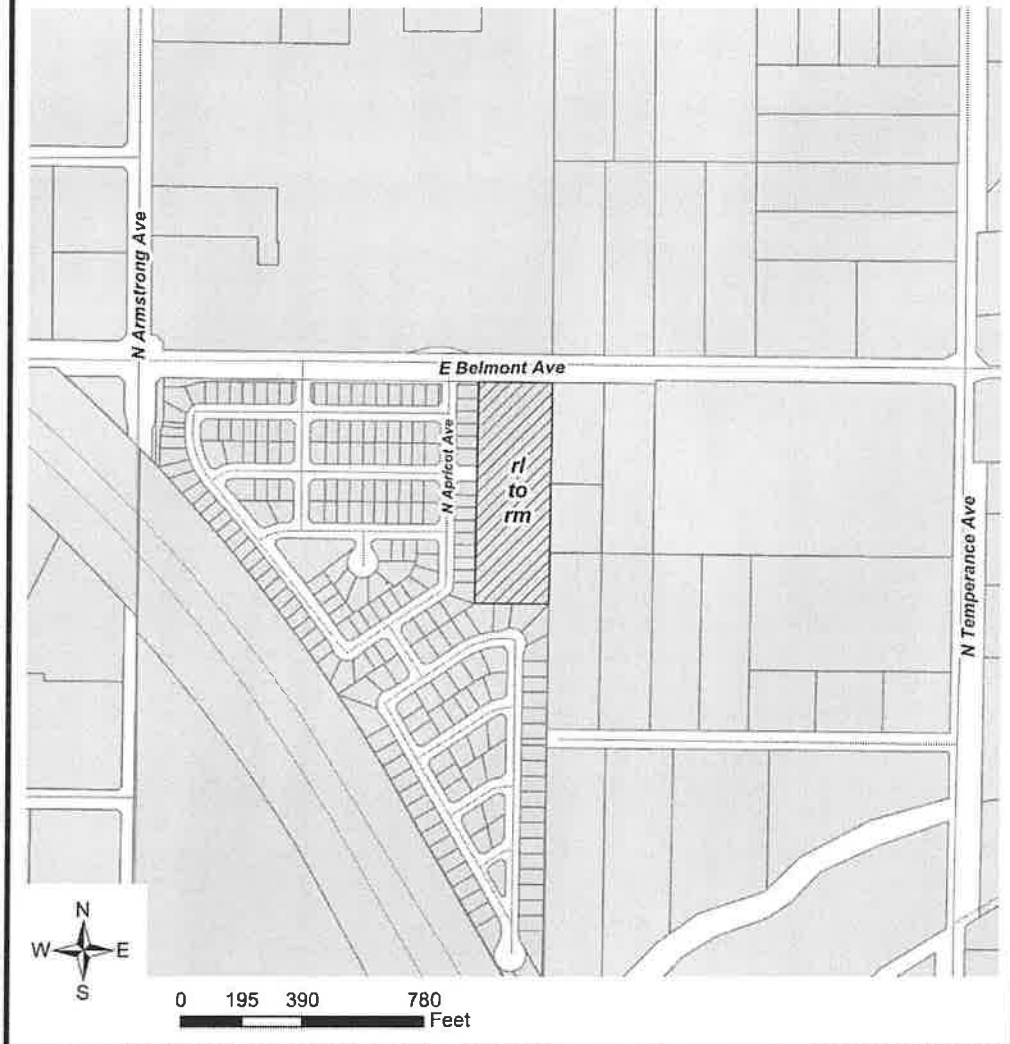 N Armstrong Ave
E Belmont Ave
N Apricot Ave
rl
to
rm
N Temperance Ave
N
W E
S
0 195 390 780
Feet